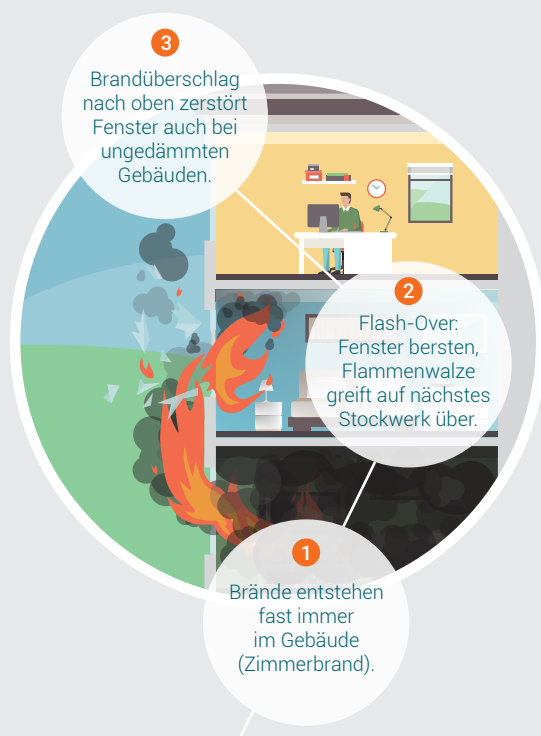 3
Brandüberschlag
nach oben zerstört
Fenster auch bei
ungedämmten
Gebäuden.
2
Flash-Over:
Fenster bersten,
Flammenwalze
greift auf nächstes
Stockwerk über.
1
Brände entstehen
fast immer
im Gebäude
(Zimmerbrand).